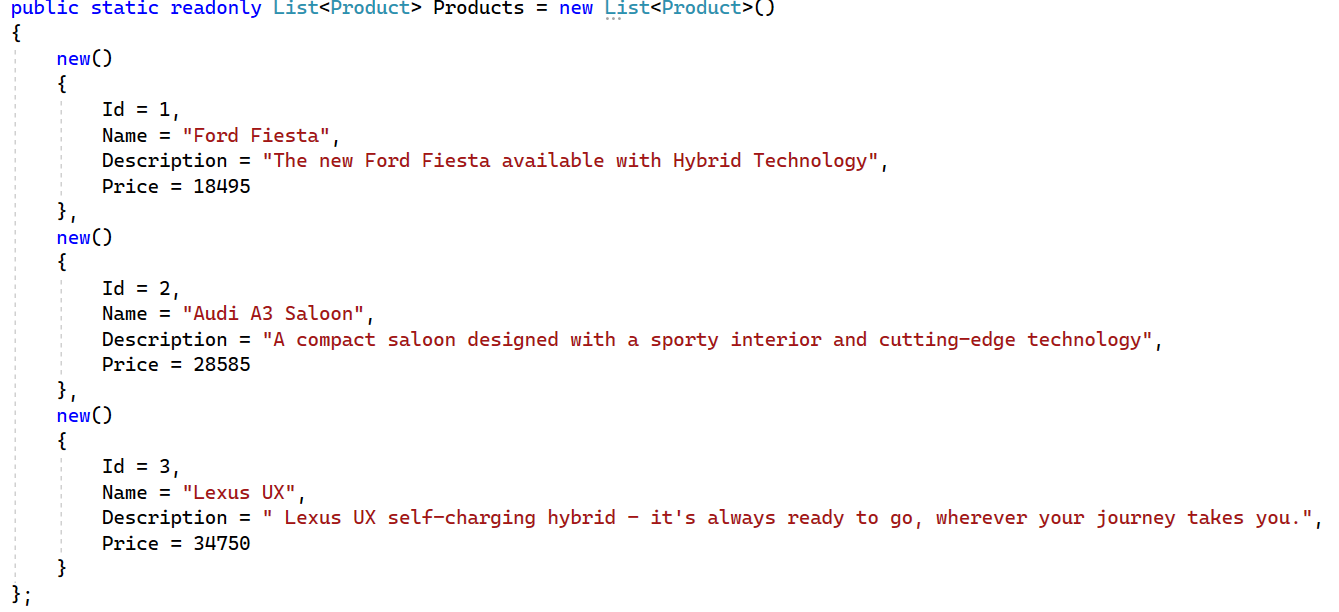 public static readonly List<Product> Products = new List<Product>()
{
    new()
    {
        Id = 1,
        Name = "Ford Fiesta",
        Description = "The new Ford Fiesta available with Hybrid Technology",
        Price = 18495
    },
    new()
    {
        Id = 2,
        Name = "Audi A3 Saloon",
        Description = "A compact saloon designed with a sporty interior and cutting-edge technology",
        Price = 28585
    },
    new()
    {
        Id = 3,
        Name = "Lexus UX",
        Description = " Lexus UX self-charging hybrid - it's always ready to go, wherever your journey takes you.",
        Price = 34750
    }
};